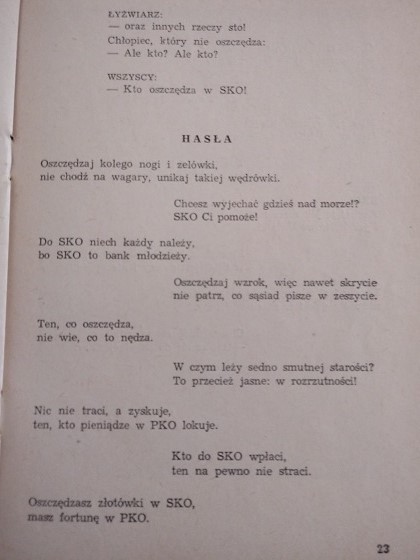 ŁYŻWIARZ:
— oraz innych rzeczy sto!
Chłopiec, który nie oszczędza:
— Ale kto? Ale kto?
WSZYSCY:
— Kto oszczędza w SKO!
HASŁA
Oszczędzaj kolego nogi i zelówki,
nie chodź na wagary, unikaj takiej wędrówki.
Chcesz wyjechać gdzieś nad morze!?
SKO Ci pomoże!
Do SKO niech każdy należy,
bo SKO to bank młodzieży.
Oszczędzaj wzrok, więc nawet skrycie
nie patrz, co sąsiad pisze w zeszycie.
Ten, co oszczędza,
nie wie, co to nędza.
W czym leży sedno smutnej starości?
To przecież jasne: w rozrzutności!
Nic nie traci, a zyskuje,
ten, kto pieniądze w PKO lokuje.
Kto do SKO wpłaci,
ten na pewno nie straci.
Oszczędzasz złotówki w SKO,
masz fortunę w PKO.
23